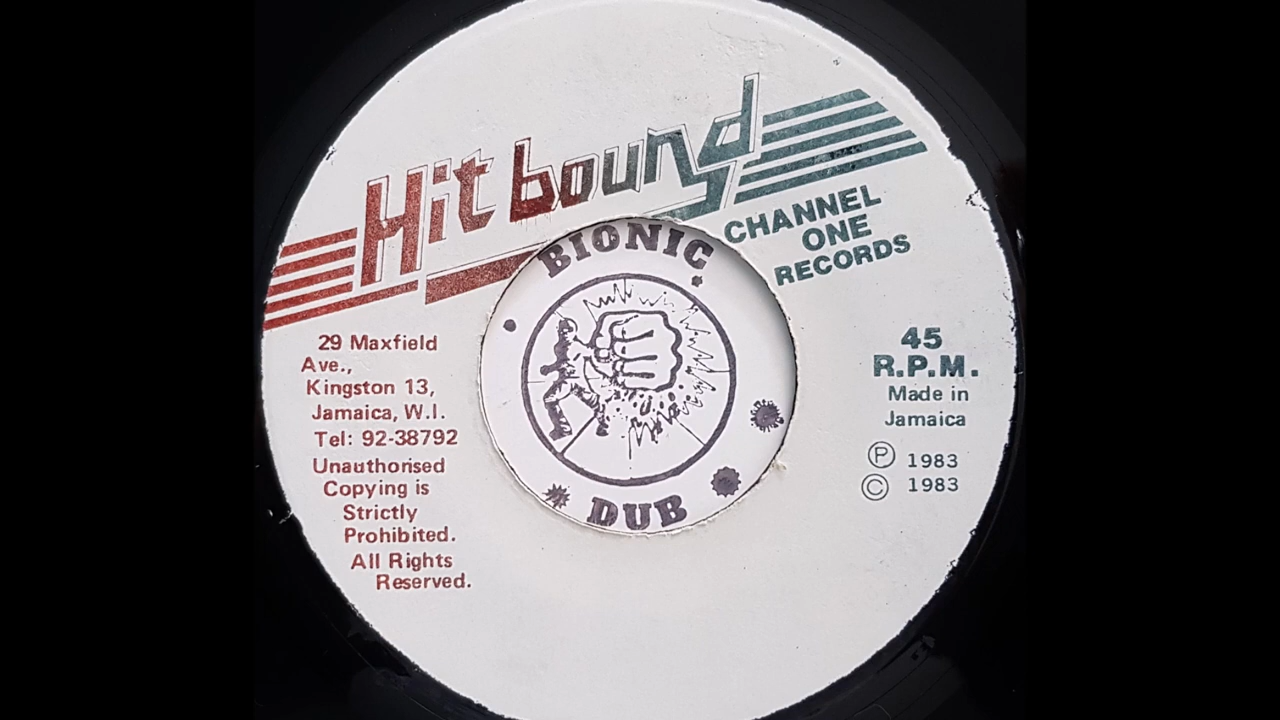 Hit bound
CHANNEL
ONE
RECORDS
BIONIC
DUB
29 Maxfield
Ave.,
Kingston 13,
Jamaica, W.I.
Tel: 92-38792
Unauthorised
Copying is
Strictly
Prohibited.
All Rights
Reserved.
45
R.P.M.
Made in
Jamaica
Ⓟ 1983
© 1983